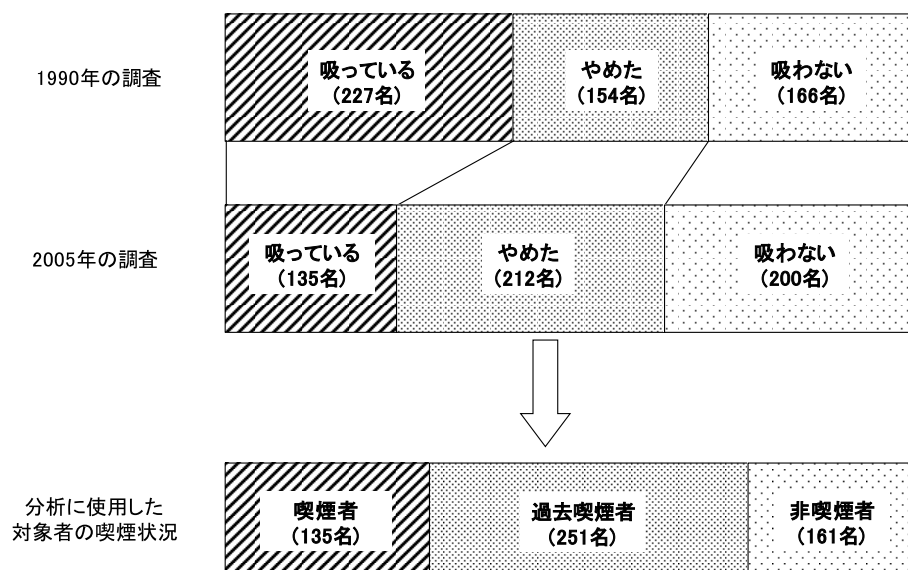 1990年の調査
吸っている
(227名)
やめた
(154名)
吸わない
(166名)
2005年の調査
吸っている
(135名)
やめた
(212名)
吸わない
(200名)
分析に使用した
対象者の喫煙状況
喫煙者
(135名)
過去喫煙者
(251名)
非喫煙者
(161名)